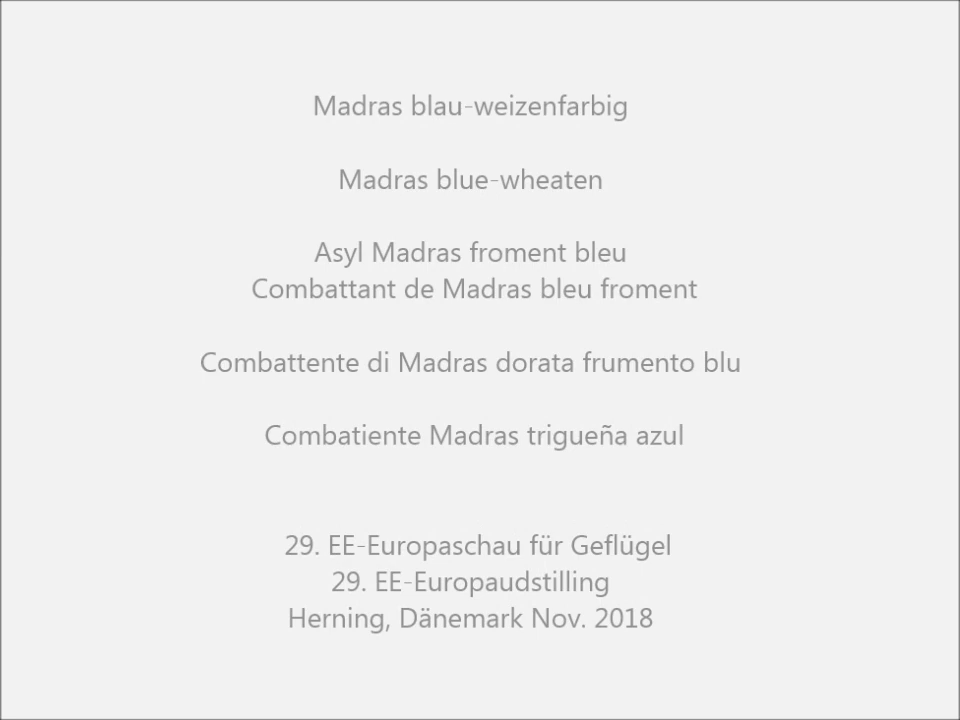 Madras blau-weizenfarbig
Madras blue-wheaten
Asyl Madras froment bleu
Combattant de Madras bleu froment
Combattente di Madras dorata frumento blu
Combatiente Madras trigueña azul
29. EE-Europaschau für Geflügel
29. EE-Europaudstilling
Herning, Dänemark Nov. 2018